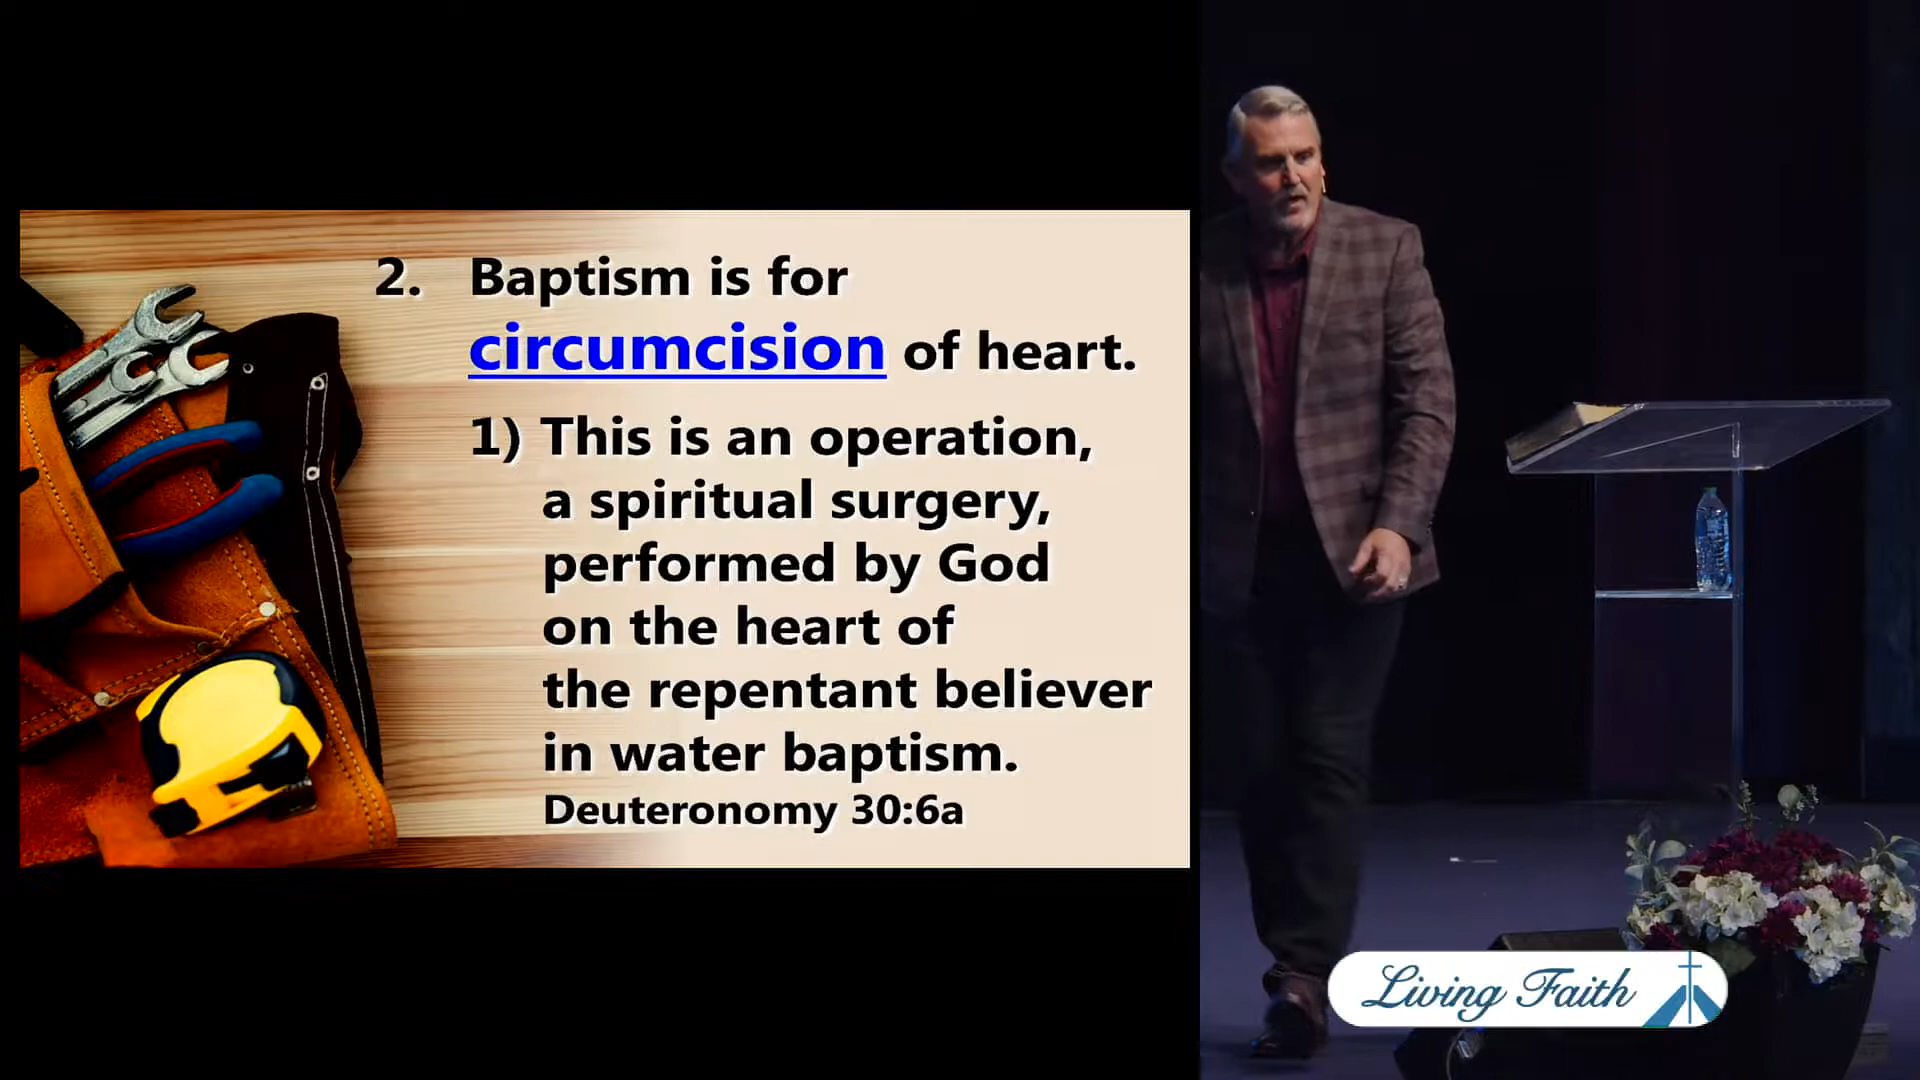 2. Baptism is for
circumcision of heart.
1) This is an operation,
a spiritual surgery,
performed by God
on the heart of
the repentant believer
in water baptism.
Deuteronomy 30:6a
Living Faith